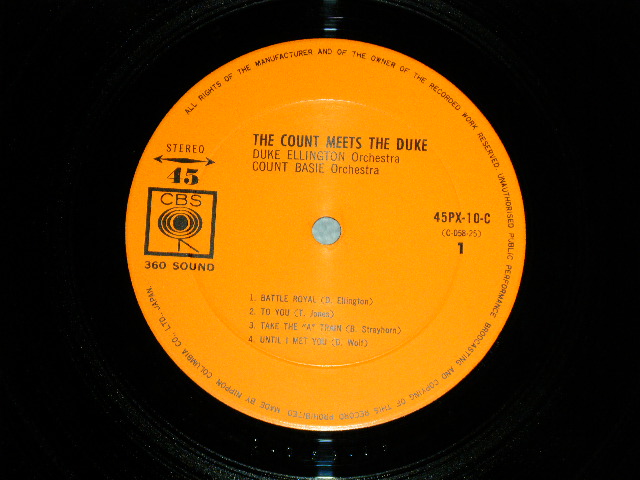 ALL RIGHTS OF THE MANUFACTURER AND OF THE OWNER OF THE RECORDED WORK RESERVED. UNAUTHORISED PUBLIC PERFORMANCE BROADCASTING AND COPYING OF THIS RECORD PROHIBITED MADE BY NIPPON COLUMBIA CO., LTD. JAPAN.
THE COUNT MEETS THE DUKE
DUKE ELLINGTON Orchestra
COUNT BASIE Orchestra
STEREO
45
CBS
360 SOUND
45PX-10-C
(C-058-25)
1
1. BATTLE ROYAL (D. Ellington)
2. TO YOU (T. Jones)
3. TAKE THE "A" TRAIN (B. Strayhorn)
4. UNTIL I MET YOU (D. Wolf)